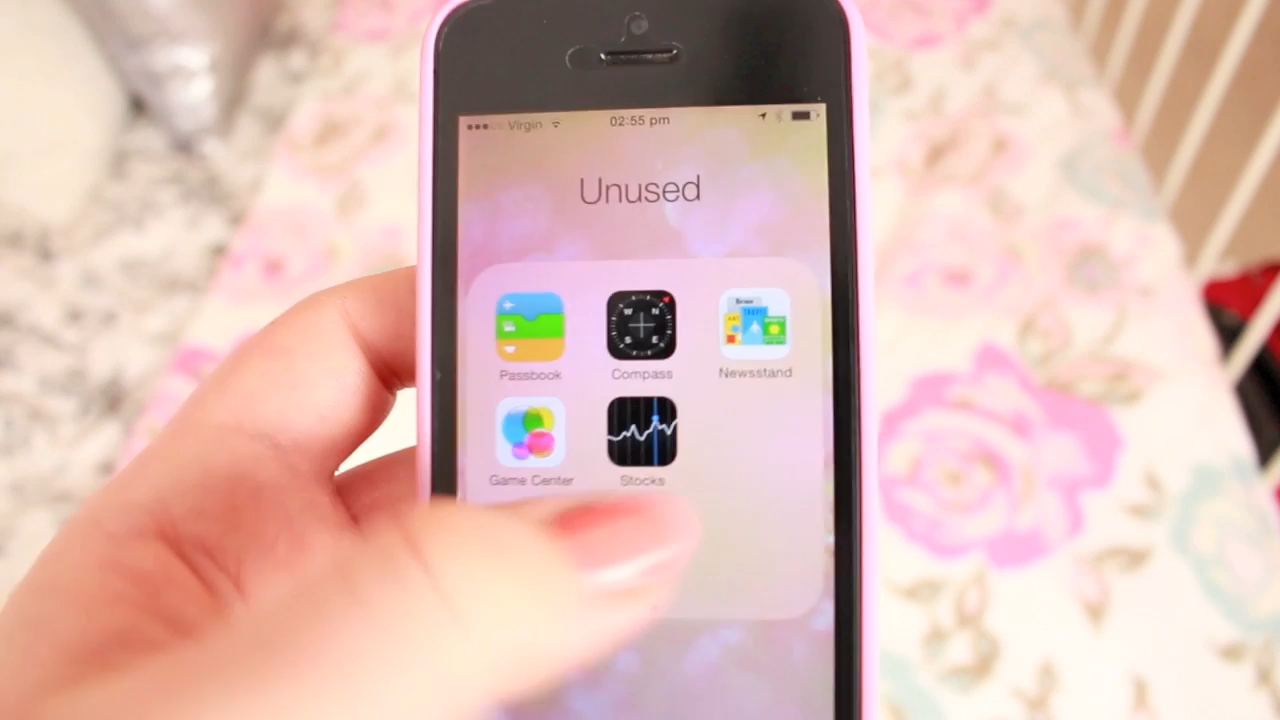 Virgin 02:55 pm
Unused
Passbook Compass Newsstand
W N
S E
Game Center Stocks